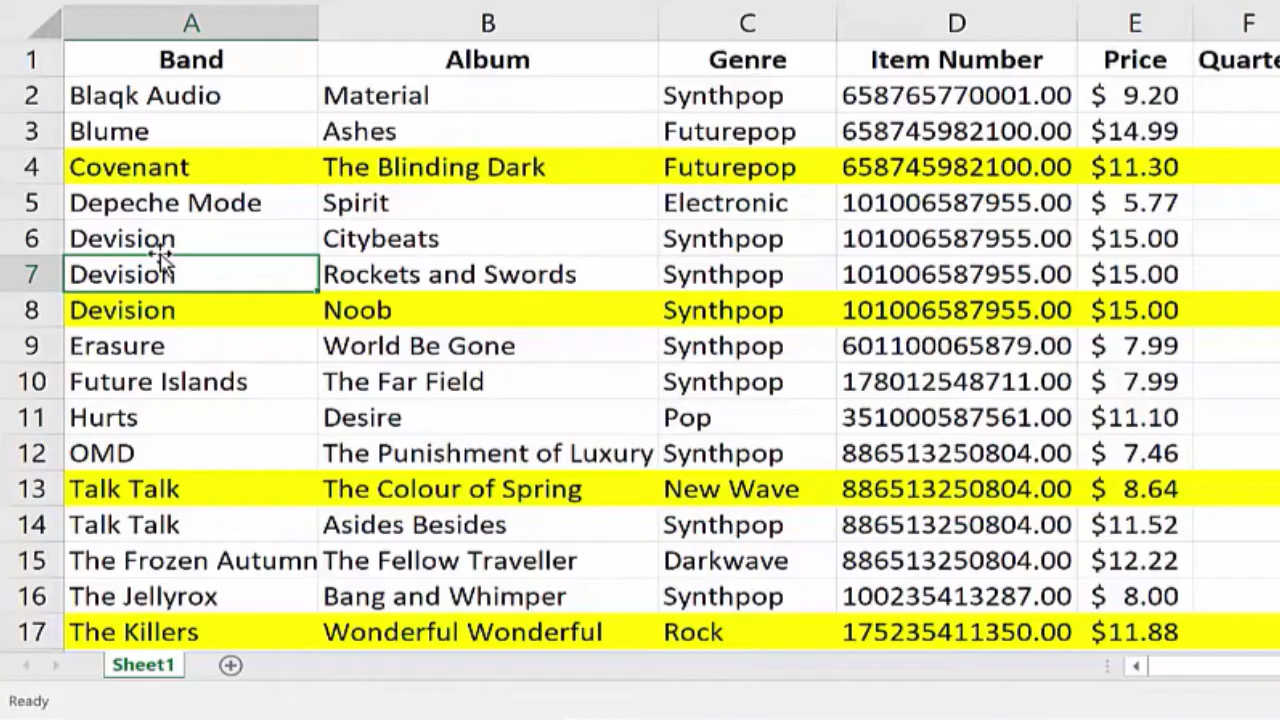 A B C D E F
1 Band Album Genre Item Number Price Quarte
2 Blaqk Audio Material Synthpop 658765770001.00 $ 9.20
3 Blume Ashes Futurepop 658745982100.00 $14.99
4 Covenant The Blinding Dark Futurepop 658745982100.00 $11.30
5 Depeche Mode Spirit Electronic 101006587955.00 $ 5.77
6 Devision Citybeats Synthpop 101006587955.00 $15.00
7 Devision Rockets and Swords Synthpop 101006587955.00 $15.00
8 Devision Noob Synthpop 101006587955.00 $15.00
9 Erasure World Be Gone Synthpop 601100065879.00 $ 7.99
10 Future Islands The Far Field Synthpop 178012548711.00 $ 7.99
11 Hurts Desire Pop 351000587561.00 $11.10
12 OMD The Punishment of Luxury Synthpop 886513250804.00 $ 7.46
13 Talk Talk The Colour of Spring New Wave 886513250804.00 $ 8.64
14 Talk Talk Asides Besides Synthpop 886513250804.00 $11.52
15 The Frozen Autumn The Fellow Traveller Darkwave 886513250804.00 $12.22
16 The Jellyrox Bang and Whimper Synthpop 100235413287.00 $ 8.00
17 The Killers Wonderful Wonderful Rock 175235411350.00 $11.88
Sheet1
Ready